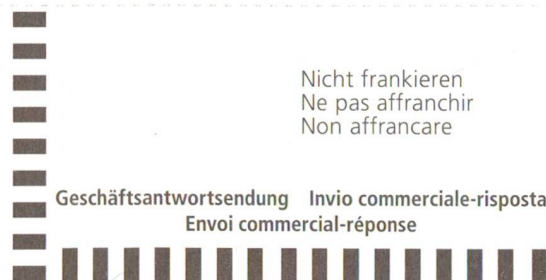 Nicht frankieren
Ne pas affranchir
Non affrancare
Geschäftsantwortsendung Invio commerciale-risposta
Envoi commercial-réponse